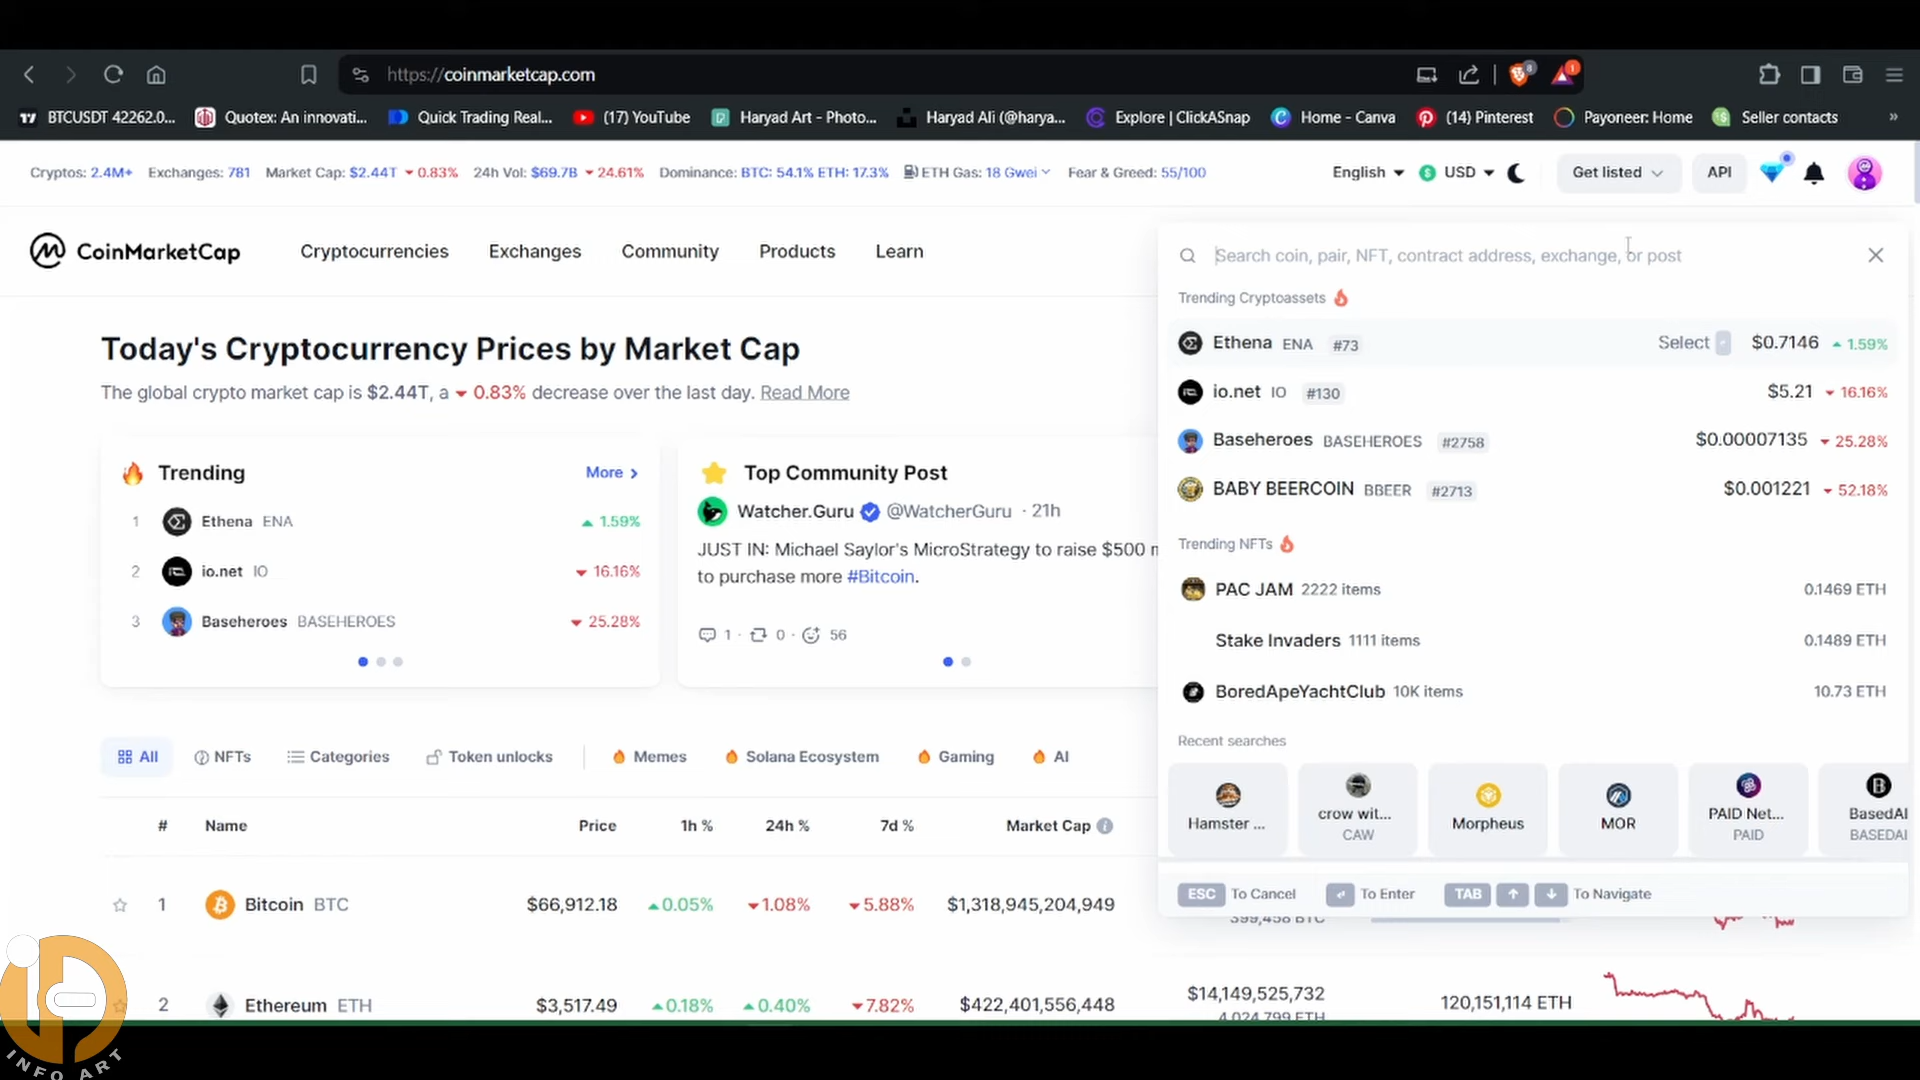 https://coinmarketcap.com
8
1
BTCUSDT 42262.0...
Quotex: An innovati...
Quick Trading Real...
(17) YouTube
Haryad Art - Photo...
Haryad Ali (@harya...
Explore | ClickASnap
Home - Canva
(14) Pinterest
Payoneer: Home
Seller contacts
»
Cryptos: 2.4M+ Exchanges: 781 Market Cap: $2.44T 0.83% 24h Vol: $69.7B 24.61% Dominance: BTC: 54.1% ETH: 17.3% ETH Gas: 18 Gwei Fear & Greed: 55/100
English USD Get listed API
CoinMarketCap Cryptocurrencies Exchanges Community Products Learn
Search coin, pair, NFT, contract address, exchange, or post
Today's Cryptocurrency Prices by Market Cap
The global crypto market cap is $2.44T, a 0.83% decrease over the last day. Read More
Trending More
1 Ethena ENA 1.59%
2 io.net IO 16.16%
3 Baseheroes BASEHEROES 25.28%
Top Community Post
Watcher.Guru @WatcherGuru · 21h
JUST IN: Michael Saylor's MicroStrategy to raise $500 m
to purchase more #Bitcoin.
1 · 0 · 56
Trending Cryptoassets
Ethena ENA #73 Select $0.7146 1.59%
io.net IO #130 $5.21 16.16%
Baseheroes BASEHEROES #2758 $0.00007135 25.28%
BABY BEERCOIN BBEER #2713 $0.001221 52.18%
Trending NFTs
PAC JAM 2222 items 0.1469 ETH
Stake Invaders 1111 items 0.1489 ETH
BoredApeYachtClub 10K items 10.73 ETH
Recent searches
Hamster ...
crow wit...
CAW
Morpheus
MOR
PAID Net...
PAID
BasedAI
BASEDAI
ESC To Cancel To Enter TAB To Navigate
All NFTs Categories Token unlocks Memes Solana Ecosystem Gaming AI
# Name Price 1h % 24h % 7d % Market Cap
1 Bitcoin BTC $66,912.18 0.05% 1.08% 5.88% $1,318,945,204,949
399,458 BTC
2 Ethereum ETH $3,517.49 0.18% 0.40% 7.82% $422,401,556,448 $14,149,525,732 120,151,114 ETH
4,024,799 ETH
INFO ART